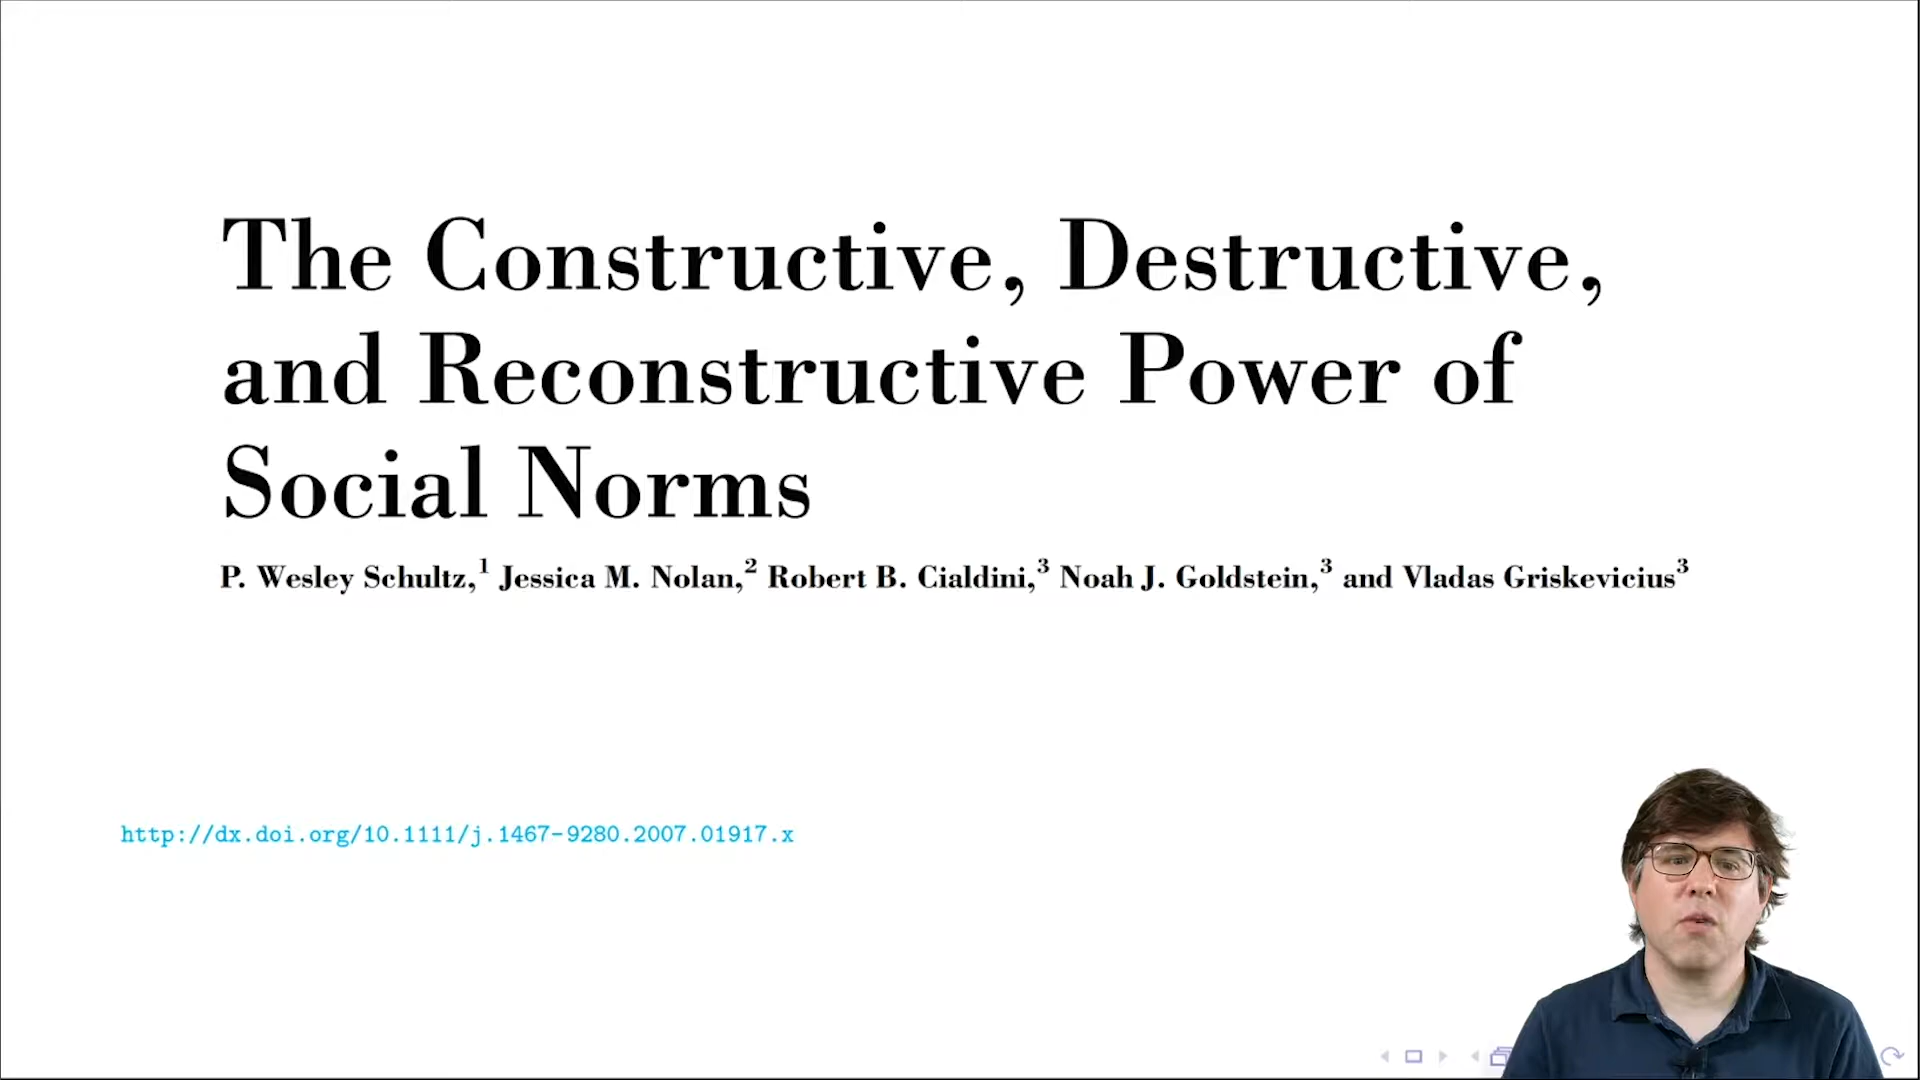 The Constructive, Destructive,
and Reconstructive Power of
Social Norms
P. Wesley Schultz,¹ Jessica M. Nolan,² Robert B. Cialdini,³ Noah J. Goldstein,³ and Vladas Griskevicius³
http://dx.doi.org/10.1111/j.1467-9280.2007.01917.x